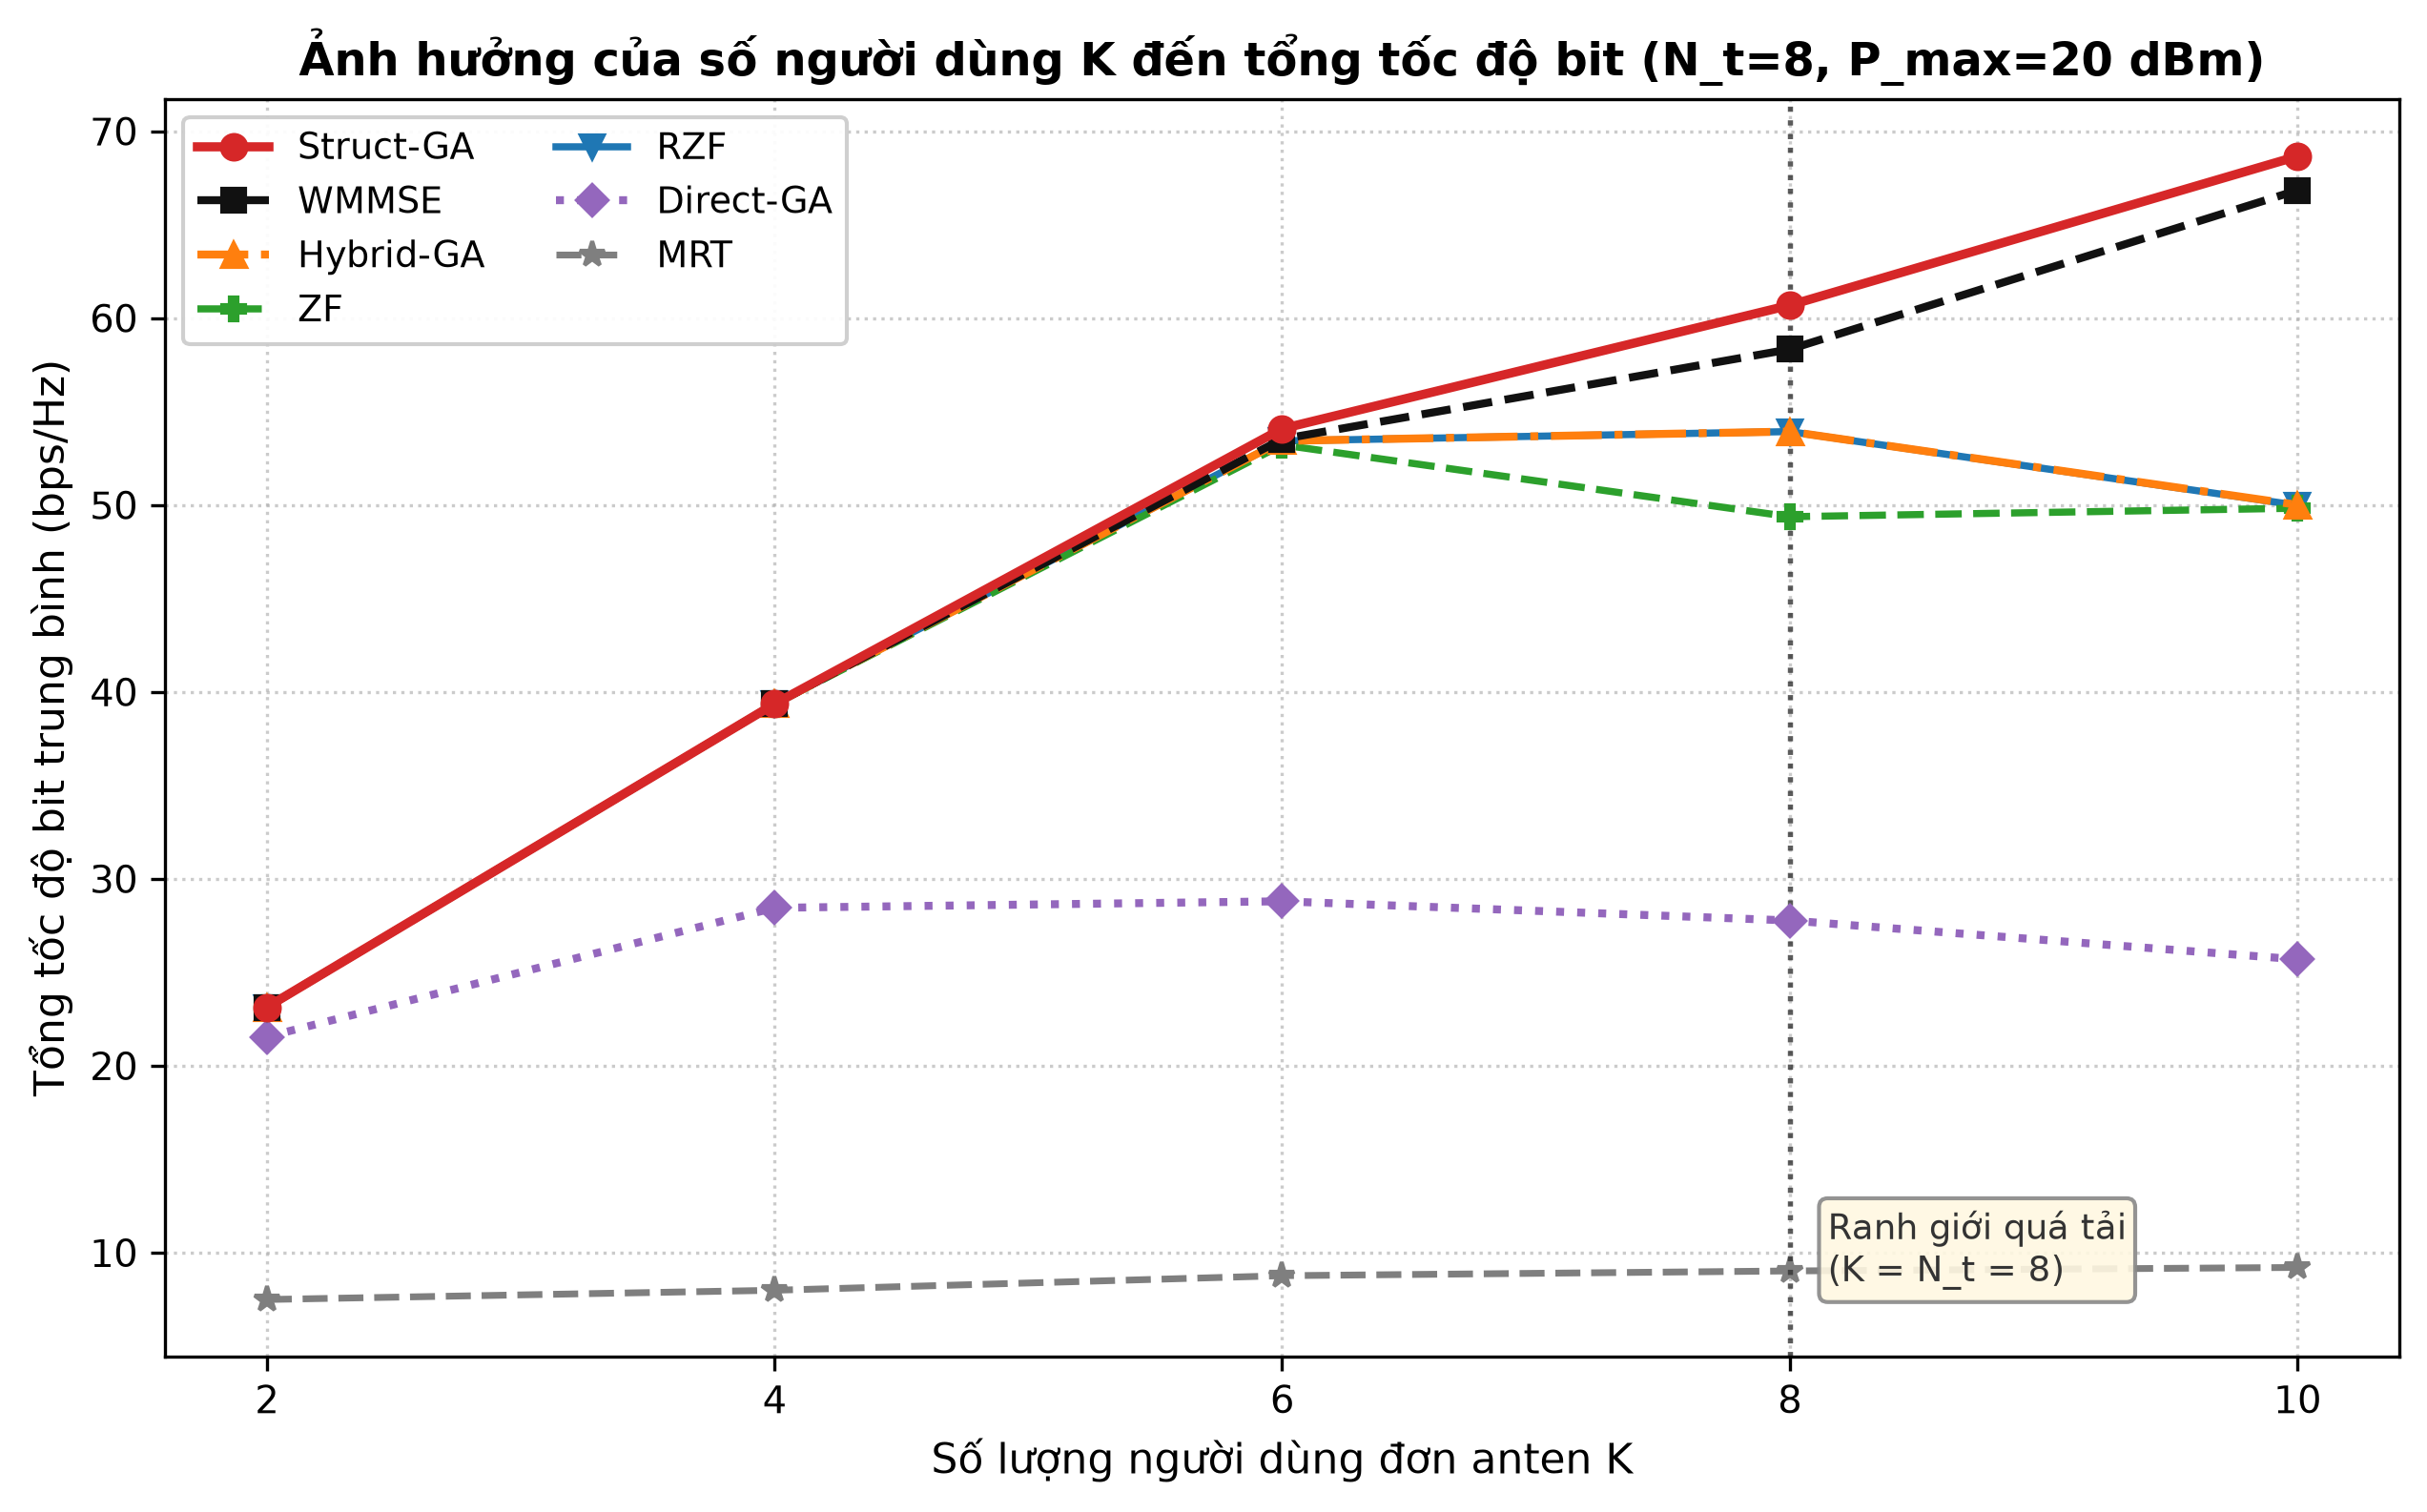 Ảnh hưởng của số người dùng K đến tổng tốc độ bit (N_t=8, P_max=20 dBm)
Struct-GA
WMMSE
Hybrid-GA
ZF
RZF
Direct-GA
MRT
Tổng tốc độ bit trung bình (bps/Hz)
70
60
50
40
30
20
10
Ranh giới quá tải
(K = N_t = 8)
2
4
6
8
10
Số lượng người dùng đơn anten K